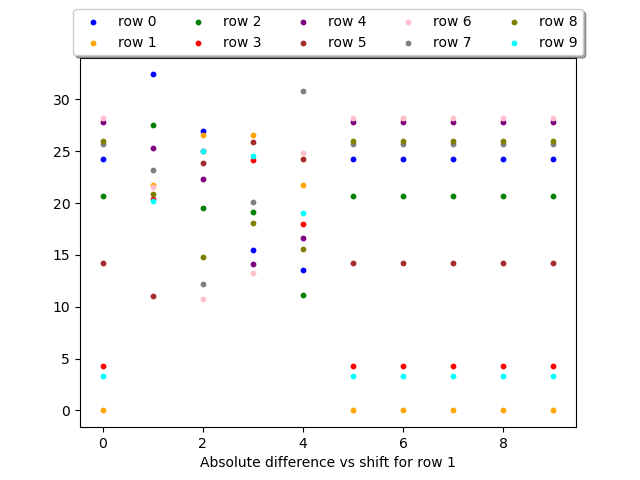 row 0 row 2 row 4 row 6 row 8
row 1 row 3 row 5 row 7 row 9
30
25
20
15
10
5
0
0 2 4 6 8
Absolute difference vs shift for row 1